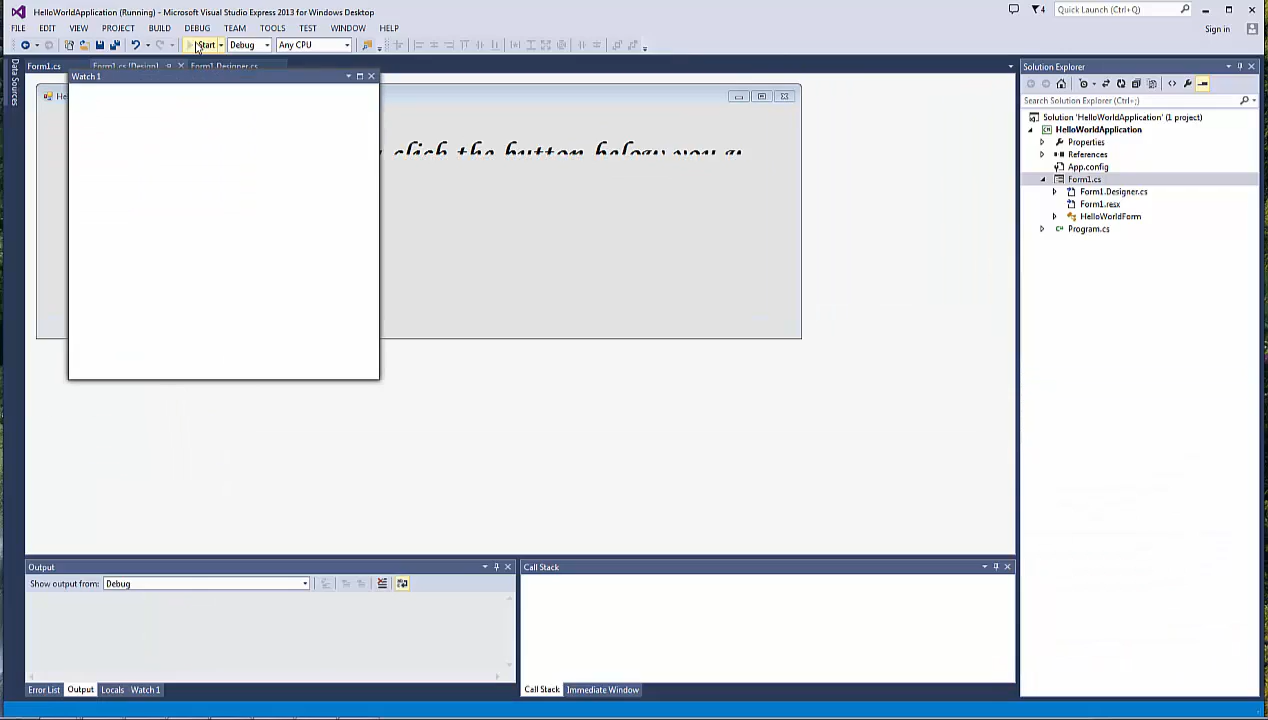 HelloWorldApplication (Running) - Microsoft Visual Studio Express 2013 for Windows Desktop
4
Quick Launch (Ctrl+Q)
FILE EDIT VIEW PROJECT BUILD DEBUG TEAM TOOLS TEST WINDOW HELP
Sign in
Start Debug Any CPU
Form1.cs Form1.cs [Design] Form1.Designer.cs
Data Sources
Watch 1
He
click the button below you
Solution Explorer
Search Solution Explorer (Ctrl+;)
Solution 'HelloWorldApplication' (1 project)
HelloWorldApplication
Properties
References
App.config
Form1.cs
Form1.Designer.cs
Form1.resx
HelloWorldForm
Program.cs
Output
Show output from: Debug
Error List Output Locals Watch 1
Call Stack
Call Stack Immediate Window